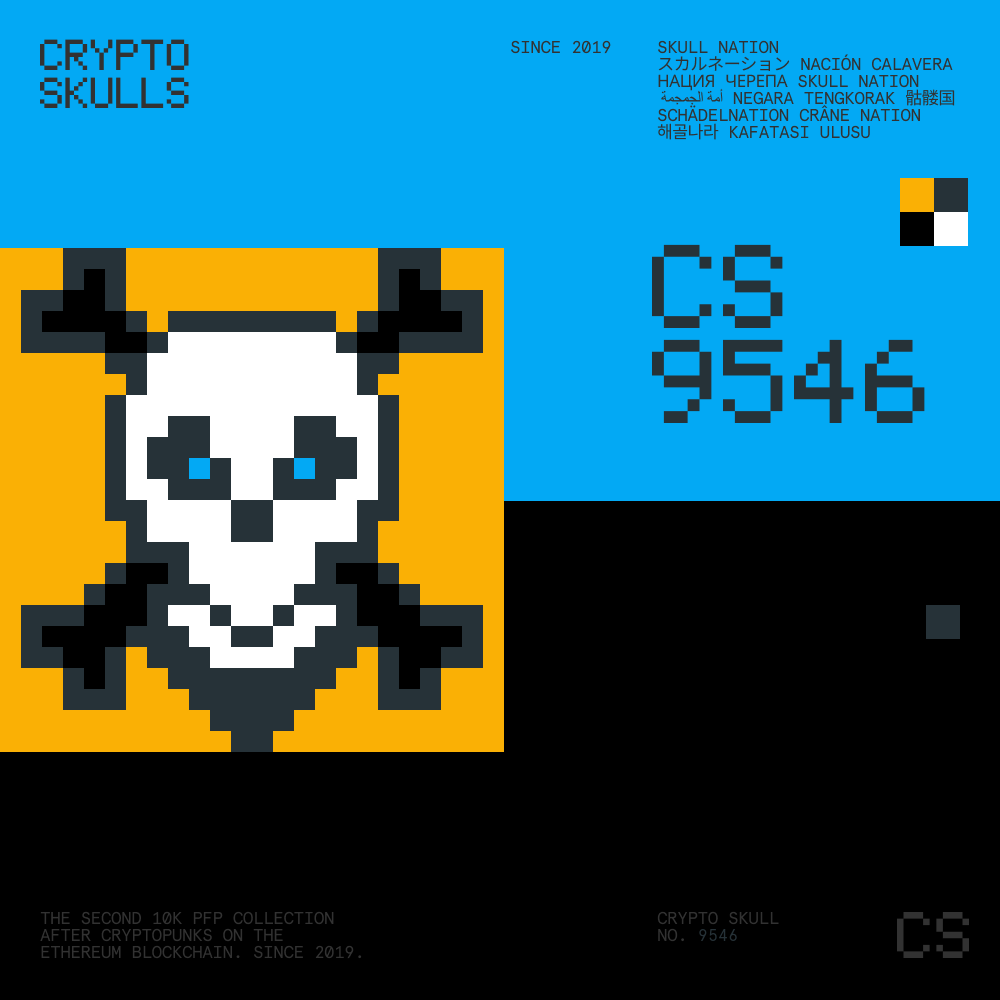 CRYPTO
SKULLS
SINCE 2019
SKULL NATION
スカルネーション NACIÓN CALAVERA
НАЦИЯ ЧЕРЕПА SKULL NATION
أمة الجمجمة NEGARA TENGKORAK 骷髅国
SCHÄDELNATION CRÂNE NATION
해골나라 KAFATASI ULUSU
CS
9546
THE SECOND 10K PFP COLLECTION
AFTER CRYPTOPUNKS ON THE
ETHEREUM BLOCKCHAIN. SINCE 2019.
CRYPTO SKULL
NO. 9546
CS